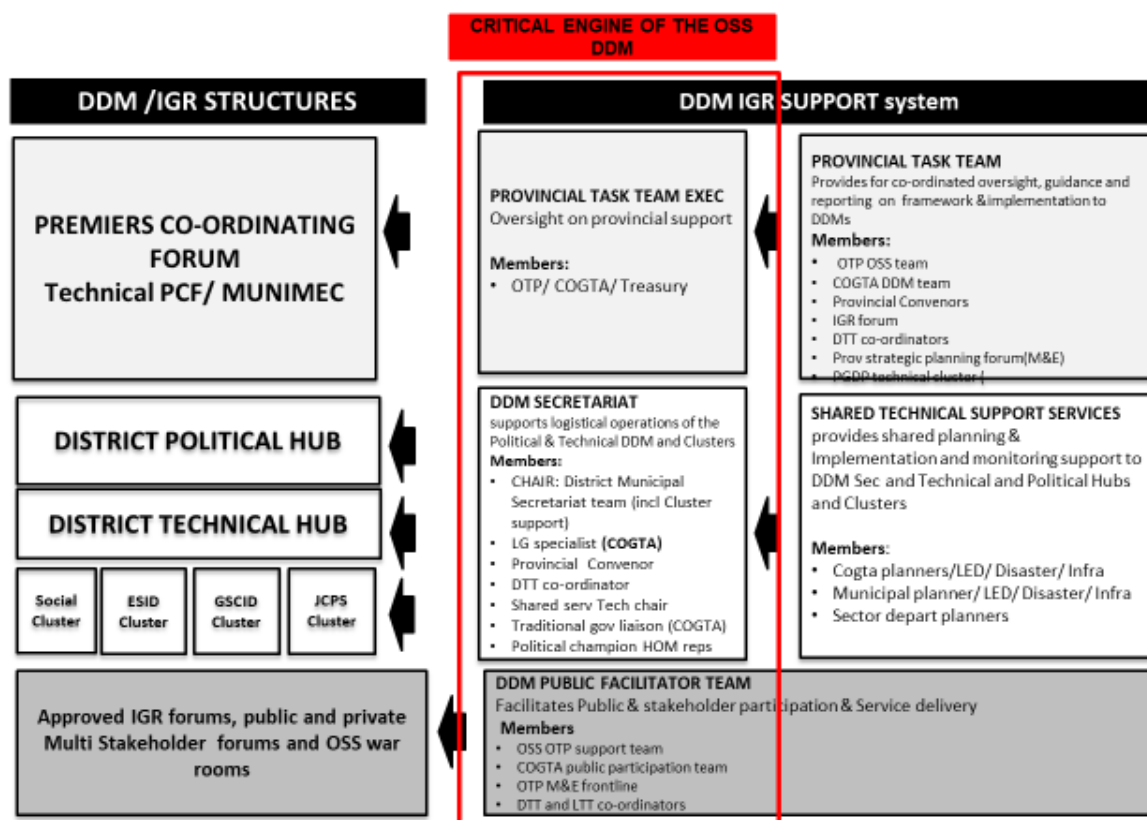 CRITICAL ENGINE OF THE OSS
DDM
DDM /IGR STRUCTURES
DDM IGR SUPPORT system
PREMIERS CO-ORDINATING
FORUM
Technical PCF/ MUNIMEC
PROVINCIAL TASK TEAM EXEC
Oversight on provincial support
Members:
• OTP/ COGTA/ Treasury
PROVINCIAL TASK TEAM
Provides for co-ordinated oversight, guidance and
reporting on framework & implementation to
DDMs
Members:
• OTP OSS team
• COGTA DDM team
• Provincial Convenors
• IGR forum
• DTT co-ordinators
• Prov strategic planning forum(M&E)
• PGDP technical cluster (
DISTRICT POLITICAL HUB
DISTRICT TECHNICAL HUB
Social
Cluster
ESID
Cluster
GSCID
Cluster
JCPS
Cluster
DDM SECRETARIAT
supports logistical operations of the
Political & Technical DDM and Clusters
Members:
• CHAIR: District Municipal
Secretariat team (incl Cluster
support)
• LG specialist (COGTA)
• Provincial Convenor
• DTT co-ordinator
• Shared serv Tech chair
• Traditional gov liaison (COGTA)
• Political champion HOM reps
SHARED TECHNICAL SUPPORT SERVICES
provides shared planning &
Implementation and monitoring support to
DDM Sec and Technical and Political Hubs
and Clusters
Members:
• Cogta planners/LED/ Disaster/ Infra
• Municipal planner/ LED/ Disaster/ Infra
• Sector depart planners
Approved IGR forums, public and private
Multi Stakeholder forums and OSS war
rooms
DDM PUBLIC FACILITATOR TEAM
Facilitates Public & stakeholder participation & Service delivery
Members
• OSS OTP support team
• COGTA public participation team
• OTP M&E frontline
• DTT and LTT co-ordinators